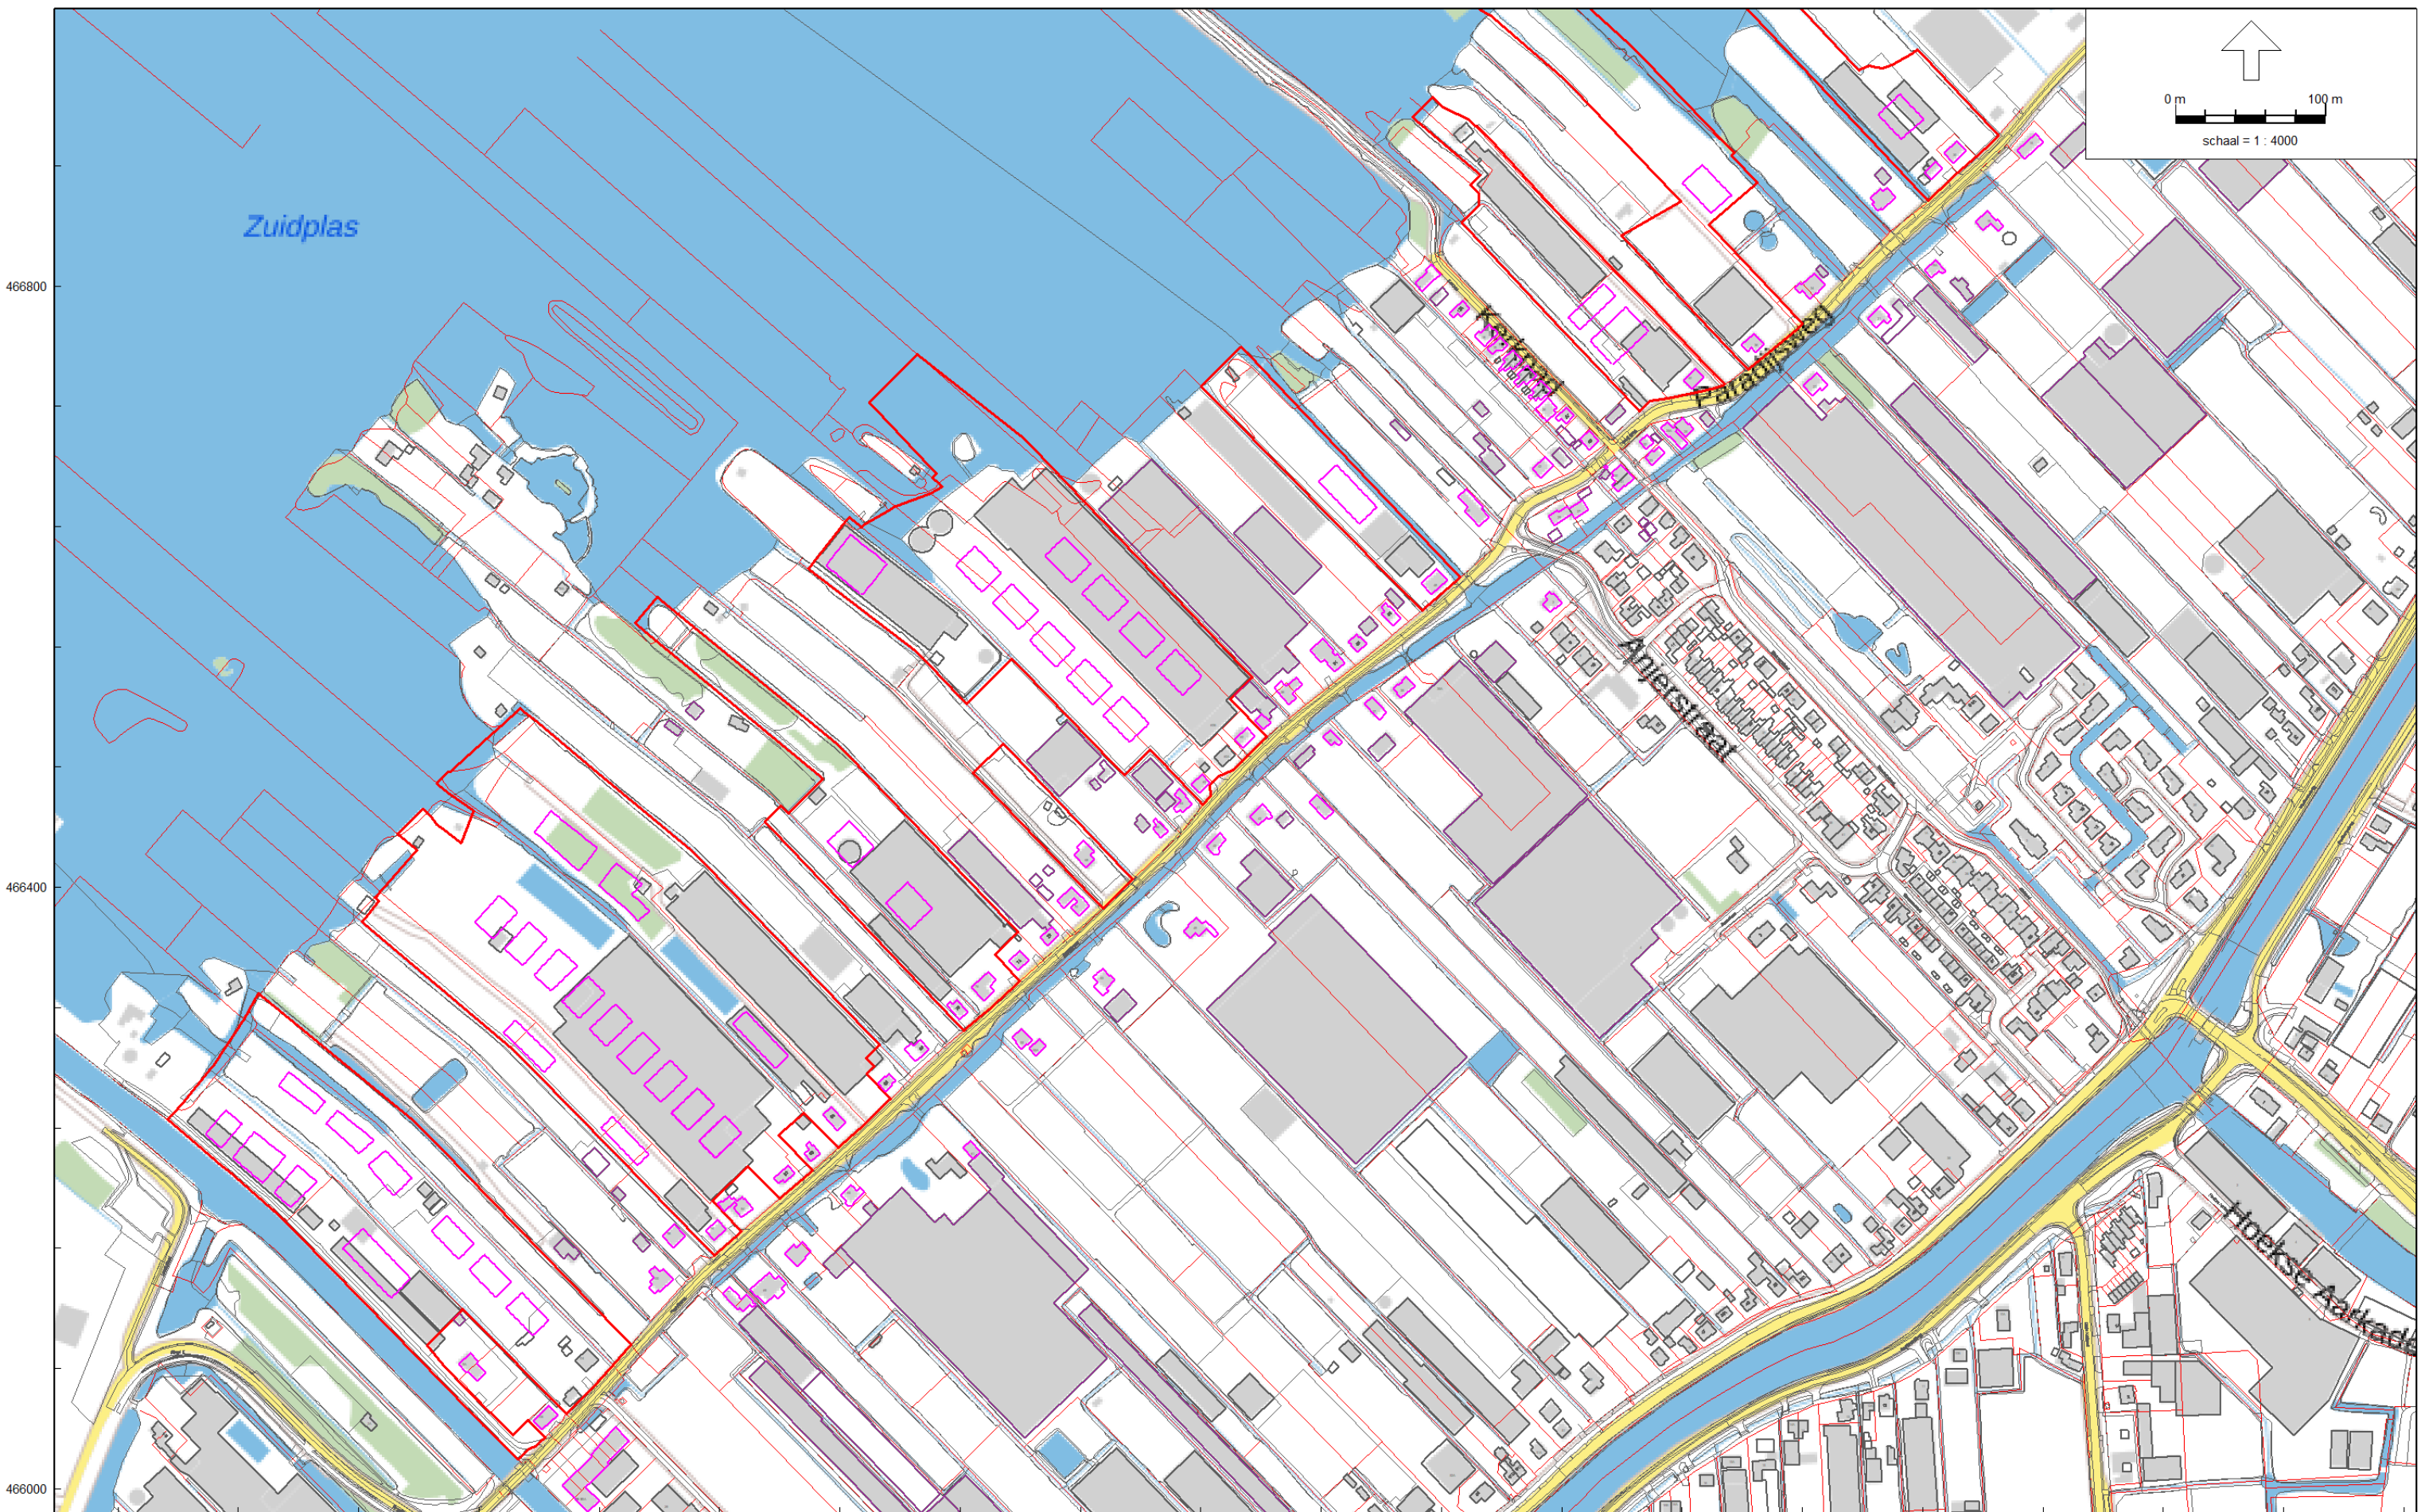 0 m 100 m
schaal = 1 : 4000
Zuidplas
466800
Kerkpad
Paradijsweg
Anjerstraat
466400
Hoekse Aarkade
466000